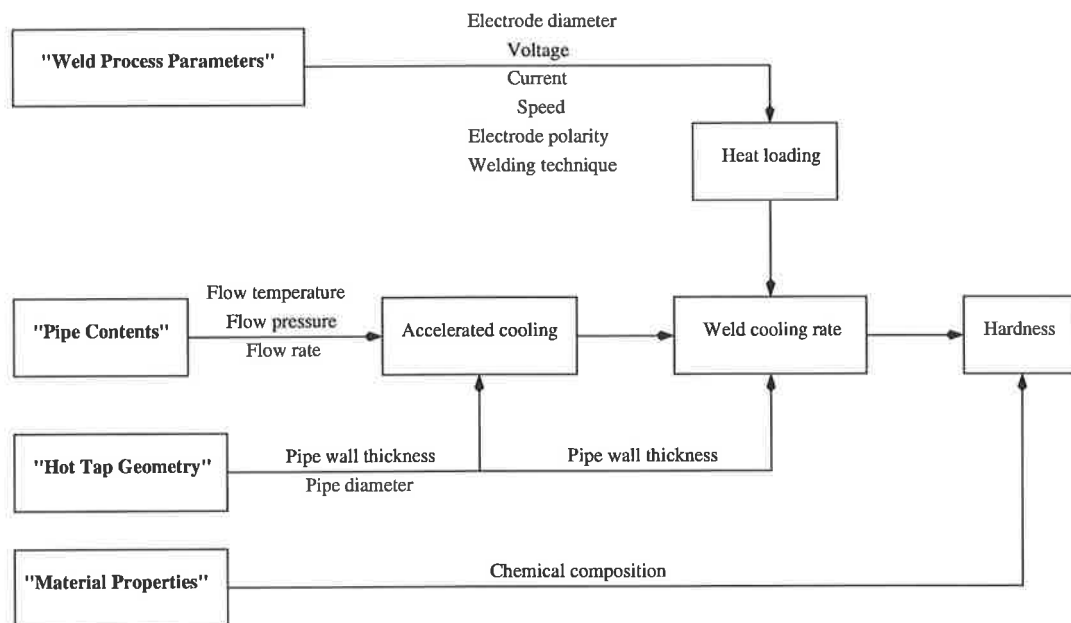 Electrode diameter
"Weld Process Parameters"
Voltage
Current
Speed
Electrode polarity
Welding technique
Heat loading
Flow temperature
"Pipe Contents"
Flow pressure
Flow rate
Accelerated cooling
Weld cooling rate
Hardness
"Hot Tap Geometry"
Pipe wall thickness
Pipe diameter
Pipe wall thickness
"Material Properties"
Chemical composition